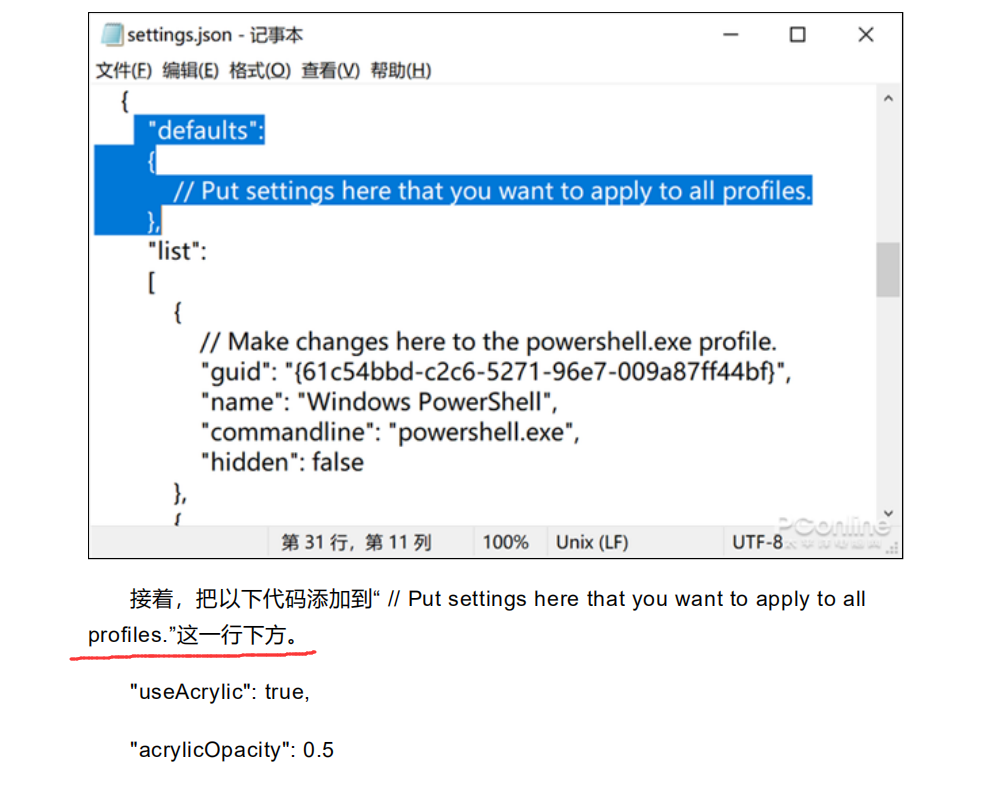 settings.json - 记事本
文件(F) 编辑(E) 格式(O) 查看(V) 帮助(H)
{
"defaults":
{
// Put settings here that you want to apply to all profiles.
},
"list":
[
{
// Make changes here to the powershell.exe profile.
"guid": "{61c54bbd-c2c6-5271-96e7-009a87ff44bf}",
"name": "Windows PowerShell",
"commandline": "powershell.exe",
"hidden": false
},
{
PConline
第 31 行，第 11 列 100% Unix (LF) UTF-8
接着，把以下代码添加到“ // Put settings here that you want to apply to all
profiles.”这一行下方。
"useAcrylic": true,
"acrylicOpacity": 0.5